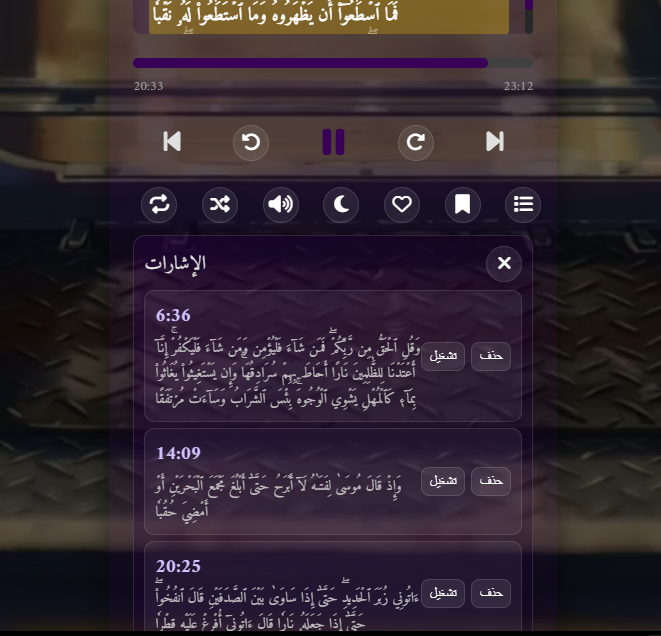 فَمَا ٱسۡطَٰعُوٓاْ أَن يَظۡهَرُوهُ وَمَا ٱسۡتَطَٰعُواْ لَهُۥ نَقۡبٗا
20:33
23:12
الإشارات
6:36
وَقُلِ ٱلۡحَقُّ مِن رَّبِّكُمۡۖ فَمَن شَآءَ فَلۡيُؤۡمِن وَمَن شَآءَ فَلۡيَكۡفُرۡۚ إِنَّآ
أَعۡتَدۡنَا لِلظَّٰلِمِينَ نَارًا أَحَاطَ بِهِمۡ سُرَادِقُهَاۚ وَإِن يَسۡتَغِيثُواْ يُغَاثُواْ
بِمَآءٖ كَٱلۡمُهۡلِ يَشۡوِي ٱلۡوُجُوهَۚ بِئۡسَ ٱلشَّرَابُ وَسَآءَتۡ مُرۡتَفَقًا
تشغيل
حذف
14:09
وَإِذۡ قَالَ مُوسَىٰ لِفَتَىٰهُ لَآ أَبۡرَحُ حَتَّىٰٓ أَبۡلُغَ مَجۡمَعَ ٱلۡبَحۡرَيۡنِ أَوۡ
أَمۡضِيَ حُقُبٗا
تشغيل
حذف
20:25
ءَاتُونِي زُبَرَ ٱلۡحَدِيدِۖ حَتَّىٰٓ إِذَا سَاوَىٰ بَيۡنَ ٱلصَّدَفَيۡنِ قَالَ ٱنفُخُواْۖ
حَتَّىٰٓ إِذَا جَعَلَهُۥ نَارٗا قَالَ ءَاتُونِيٓ أُفۡرِغۡ عَلَيۡهِ قِطۡرٗا
تشغيل
حذف